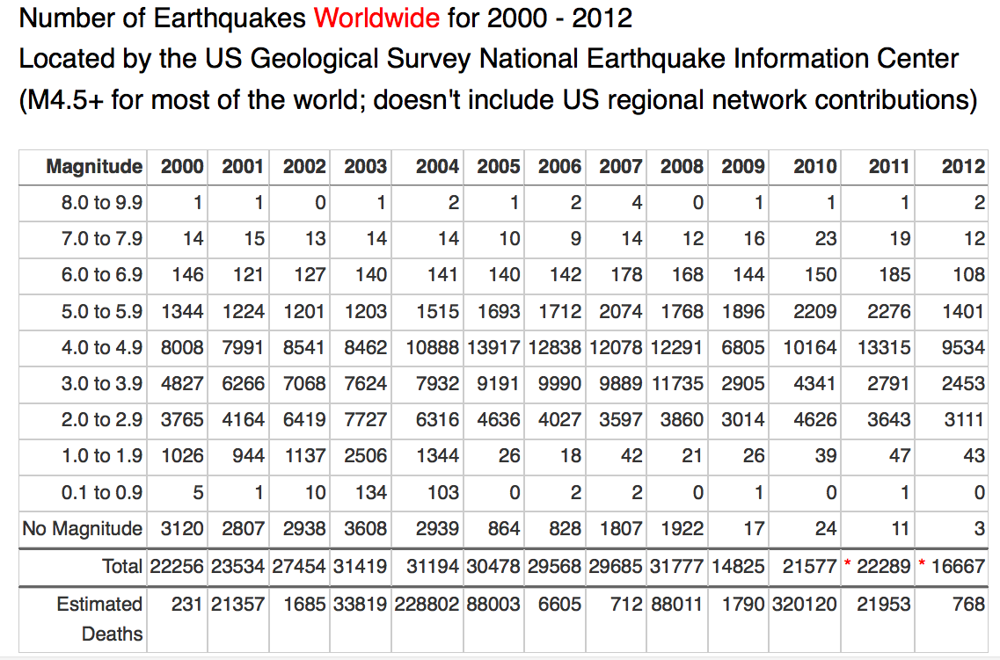 Number of Earthquakes Worldwide for 2000 - 2012
Located by the US Geological Survey National Earthquake Information Center
(M4.5+ for most of the world; doesn't include US regional network contributions)
Magnitude 2000 2001 2002 2003 2004 2005 2006 2007 2008 2009 2010 2011 2012
8.0 to 9.9 1 1 0 1 2 1 2 4 0 1 1 1 2
7.0 to 7.9 14 15 13 14 14 10 9 14 12 16 23 19 12
6.0 to 6.9 146 121 127 140 141 140 142 178 168 144 150 185 108
5.0 to 5.9 1344 1224 1201 1203 1515 1693 1712 2074 1768 1896 2209 2276 1401
4.0 to 4.9 8008 7991 8541 8462 10888 13917 12838 12078 12291 6805 10164 13315 9534
3.0 to 3.9 4827 6266 7068 7624 7932 9191 9990 9889 11735 2905 4341 2791 2453
2.0 to 2.9 3765 4164 6419 7727 6316 4636 4027 3597 3860 3014 4626 3643 3111
1.0 to 1.9 1026 944 1137 2506 1344 26 18 42 21 26 39 47 43
0.1 to 0.9 5 1 10 134 103 0 2 2 0 1 0 1 0
No Magnitude 3120 2807 2938 3608 2939 864 828 1807 1922 17 24 11 3
Total 22256 23534 27454 31419 31194 30478 29568 29685 31777 14825 21577 * 22289 * 16667
Estimated 231 21357 1685 33819 228802 88003 6605 712 88011 1790 320120 21953 768
Deaths